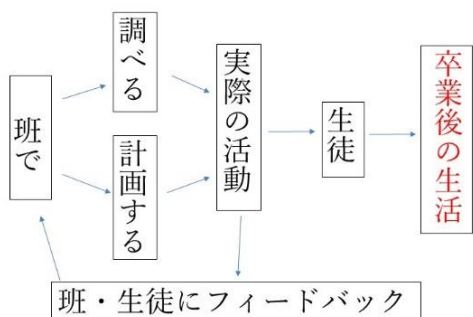 班で
調べる
計画する
実際の活動
生徒
卒業後の生活
班・生徒にフィードバック